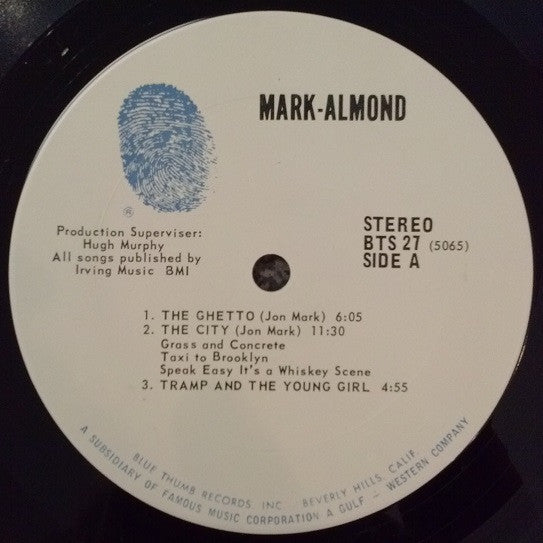 MARK-ALMOND
®
Production Superviser:
Hugh Murphy
All songs published by
Irving Music BMI
STEREO
BTS 27 (5065)
SIDE A
1. THE GHETTO (Jon Mark) 6:05
2. THE CITY (Jon Mark) 11:30
Grass and Concrete
Taxi to Brooklyn
Speak Easy It's a Whiskey Scene
3. TRAMP AND THE YOUNG GIRL 4:55
BLUE THUMB RECORDS, INC. BEVERLY HILLS, CALIF.
A SUBSIDIARY OF FAMOUS MUSIC CORPORATION A GULF - WESTERN COMPANY